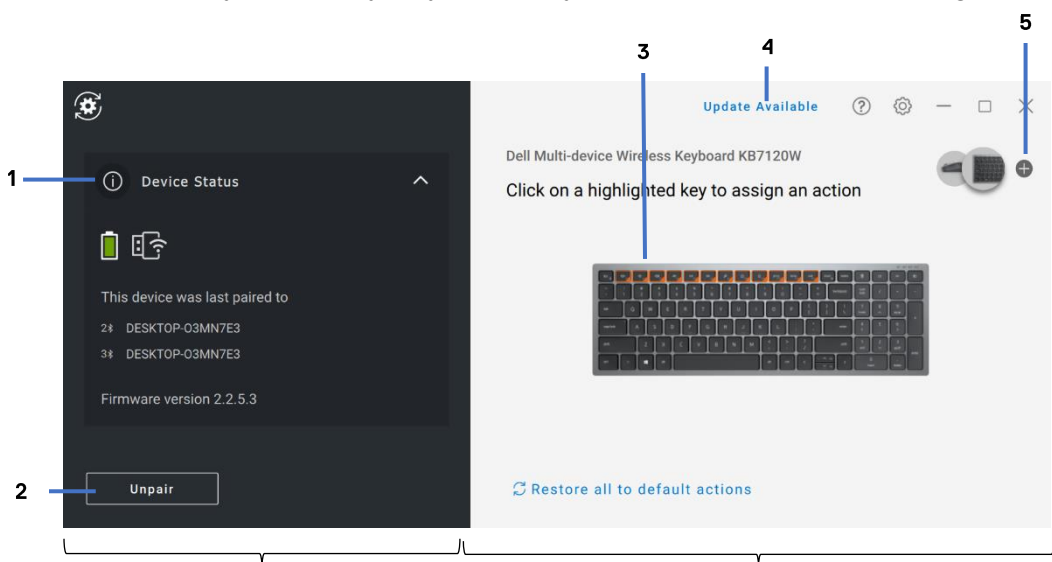 5
3
4
Update Available
Dell Multi-device Wireless Keyboard KB7120W
Click on a highlighted key to assign an action
1
Device Status
This device was last paired to
2 DESKTOP-O3MN7E3
3 DESKTOP-O3MN7E3
Firmware version 2.2.5.3
2
Unpair
Restore all to default actions